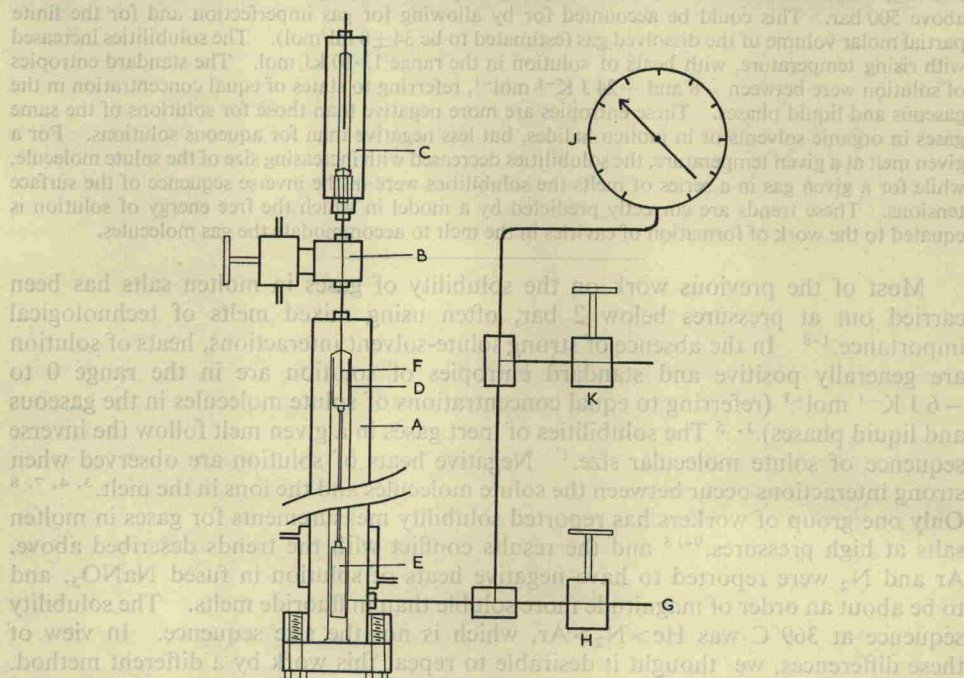 above 500 bar. This could be accounted for by allowing for gas imperfection and for the finite
partial molar volume of the dissolved gas (estimated to be mol). The solubilities increased
with rising temperature, with heats of solution in the range kJ mol. The standard entropies
of solution were between and J K⁻¹ mol⁻¹, referring to states of equal concentration in the
gaseous and liquid phases. These entropies are more negative than those for solutions of the same
gases in organic solvents or in molten halides, but less negative than for aqueous solutions. For a
given melt at a given temperature, the solubilities decreased with increasing size of the solute molecule,
while for a given gas in a series of melts the solubilities were in the inverse sequence of the surface
tensions. These trends are correctly predicted by a model in which the free energy of solution is
equated to the work of formation of cavities in the melt to accommodate the gas molecules.
C
J
B
Most of the previous work on the solubility of gases in molten salts has been
carried out at pressures below 2 bar, often using mixed melts of technological
importance.¹⁻⁸ In the absence of strong solute-solvent interactions, heats of solution
are generally positive and standard entropies of solution are in the range 0 to
−6 J K⁻¹ mol⁻¹ (referring to equal concentrations of solute molecules in the gaseous
and liquid phases). The solubilities of inert gases in a given melt follow the inverse
sequence of solute molecular size.¹ Negative heats of solution are observed when
strong interactions occur between the solute molecules and the ions in the melt.
Only one group of workers has reported solubility measurements for gases in molten
salts at high pressures, and the results conflict with the trends described above.
Ar and N₂ were reported to have negative heats of solution in fused NaNO₃, and
to be about an order of magnitude more soluble than in fluoride melts. The solubility
sequence at 369°C was He>N₂>Ar, which is not the size sequence. In view of
these differences, we thought it desirable to repeat this work by a different method.
F
D
A
K
E
G
H